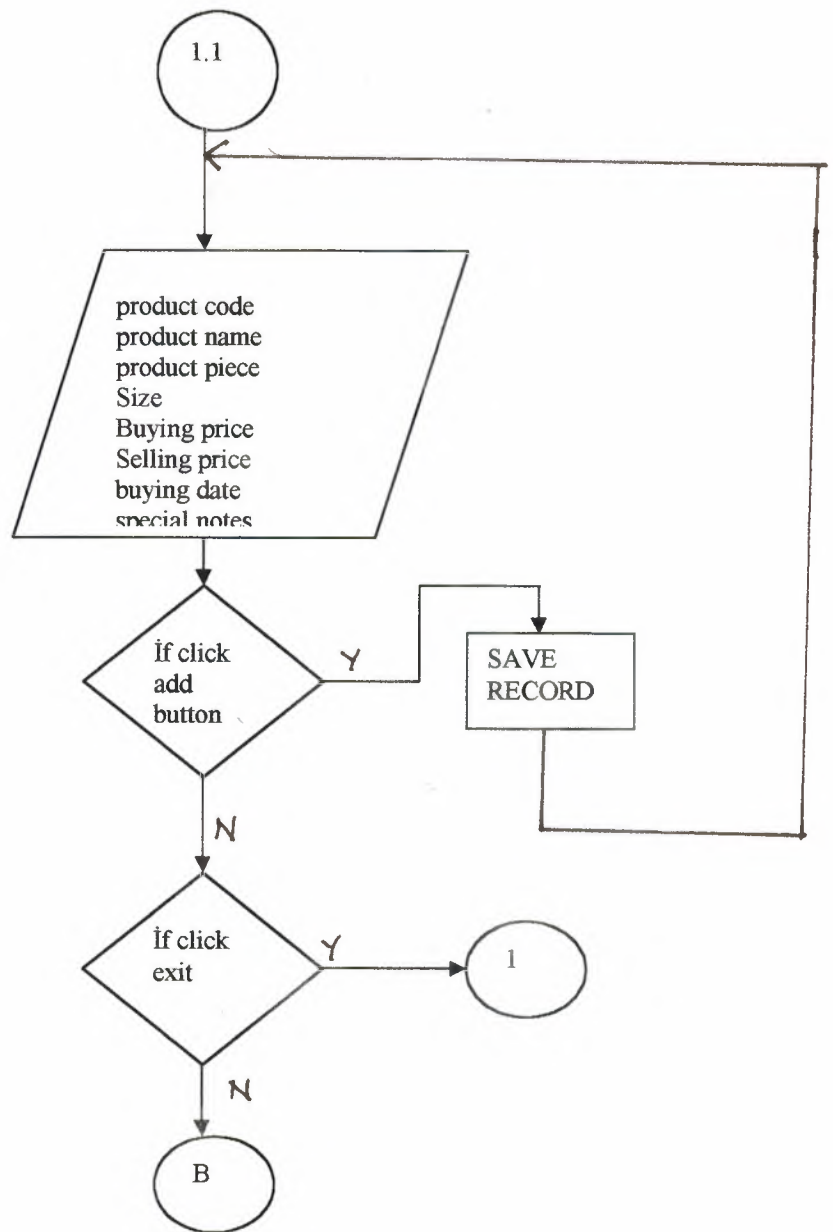 1.1
product code
product name
product piece
Size
Buying price
Selling price
buying date
special notes
İf click
add
button
Y
SAVE
RECORD
N
İf click
exit
Y
1
N
B